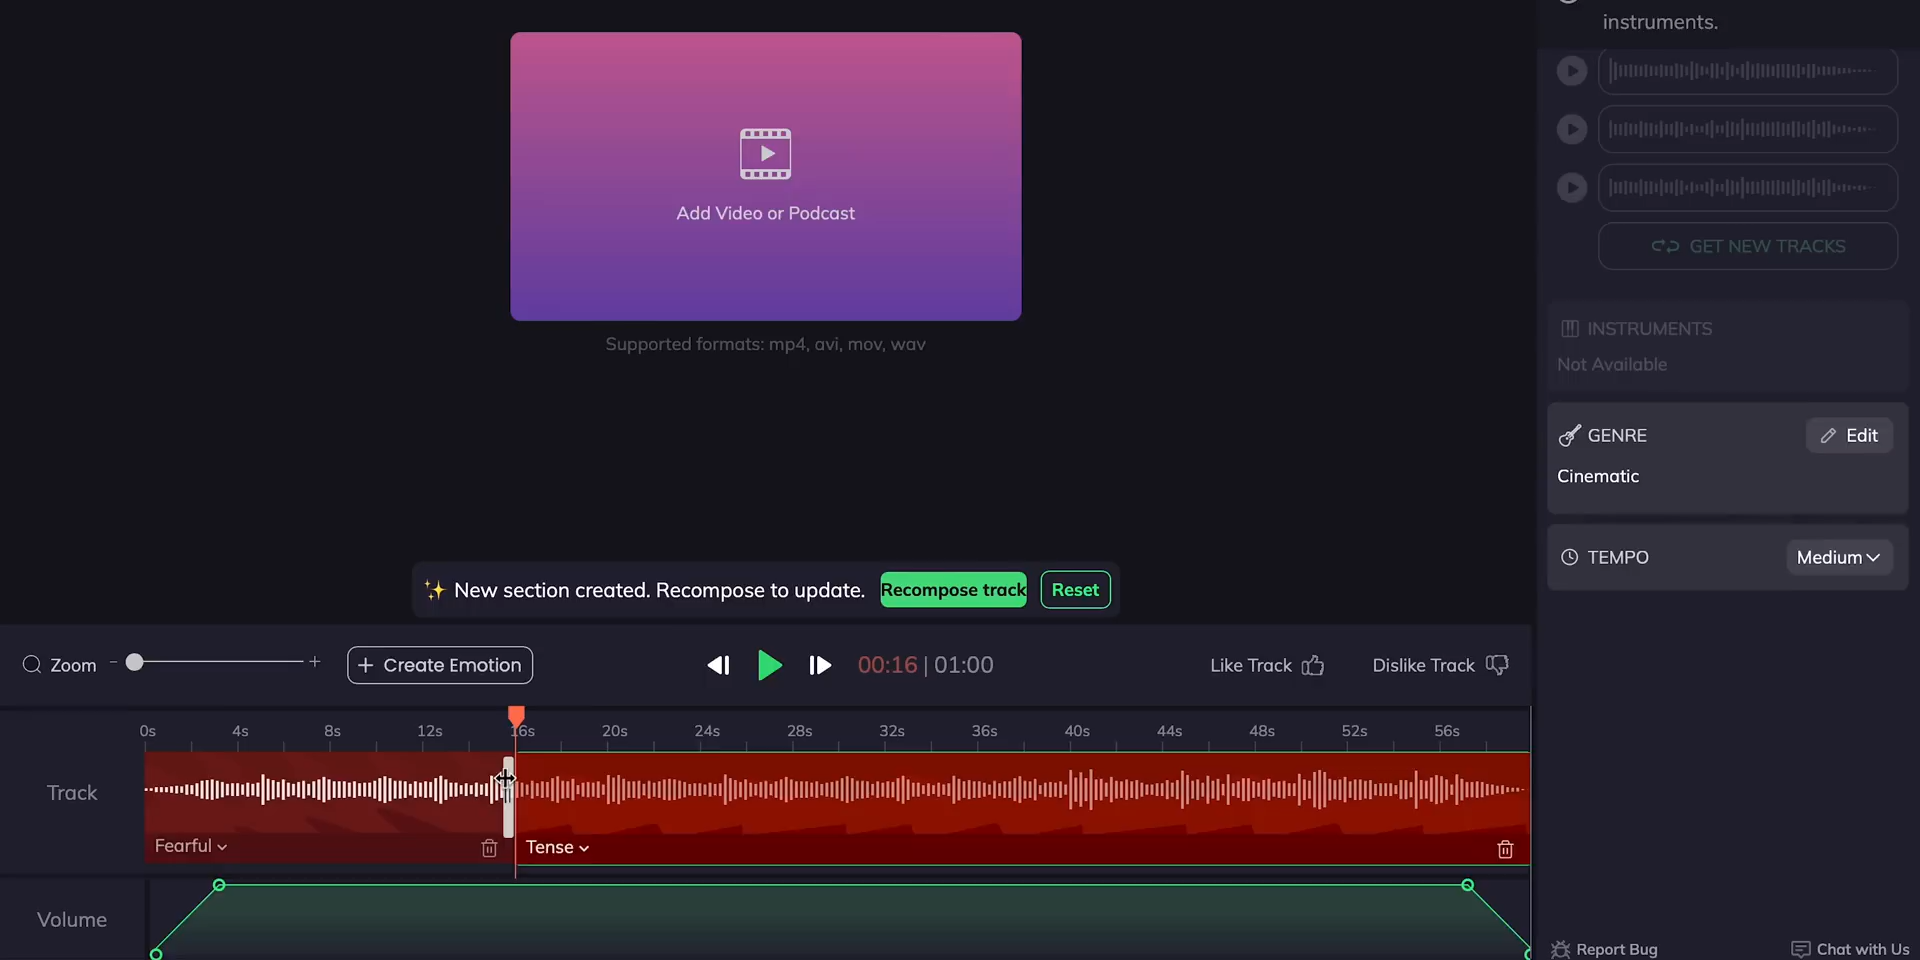 instruments.
GET NEW TRACKS
INSTRUMENTS
Not Available
GENRE
Edit
Cinematic
TEMPO
Medium
Add Video or Podcast
Supported formats: mp4, avi, mov, wav
✨ New section created. Recompose to update.
Recompose track
Reset
Zoom
- +
+ Create Emotion
00:16 | 01:00
Like Track
Dislike Track
0s 4s 8s 12s 16s 20s 24s 28s 32s 36s 40s 44s 48s 52s 56s
Track
Fearful
Tense
Volume
Report Bug
Chat with Us